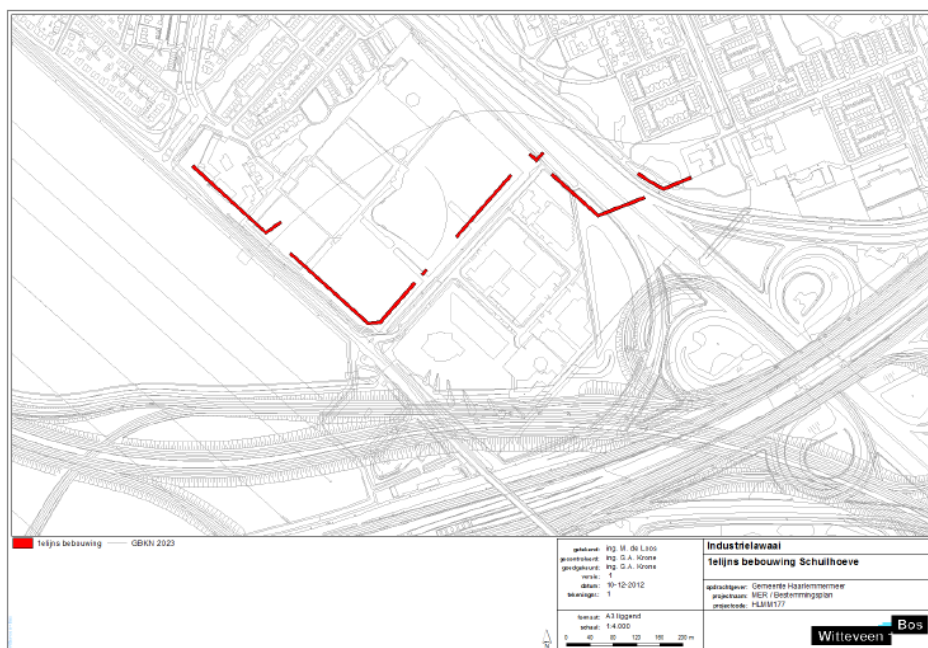 1elijns bebouwing GBKN 2023
getekend: ing. M. de Laos
gecontroleerd: ing. G.A. Krone
goedgekeurd: ing. G.A. Krone
versie: 1
datum: 10-12-2012
tekeningnr.: 1
formaat: A3 liggend
schaal: 1:4.000
0 40 80 120 160 200 m
N
Industrielawaai
1elijns bebouwing Schuilhoeve
opdrachtgever: Gemeente Haarlemmermeer
projectnaam: MER / Bestemmingsplan
projectcode: HLMM177
Witteveen Bos